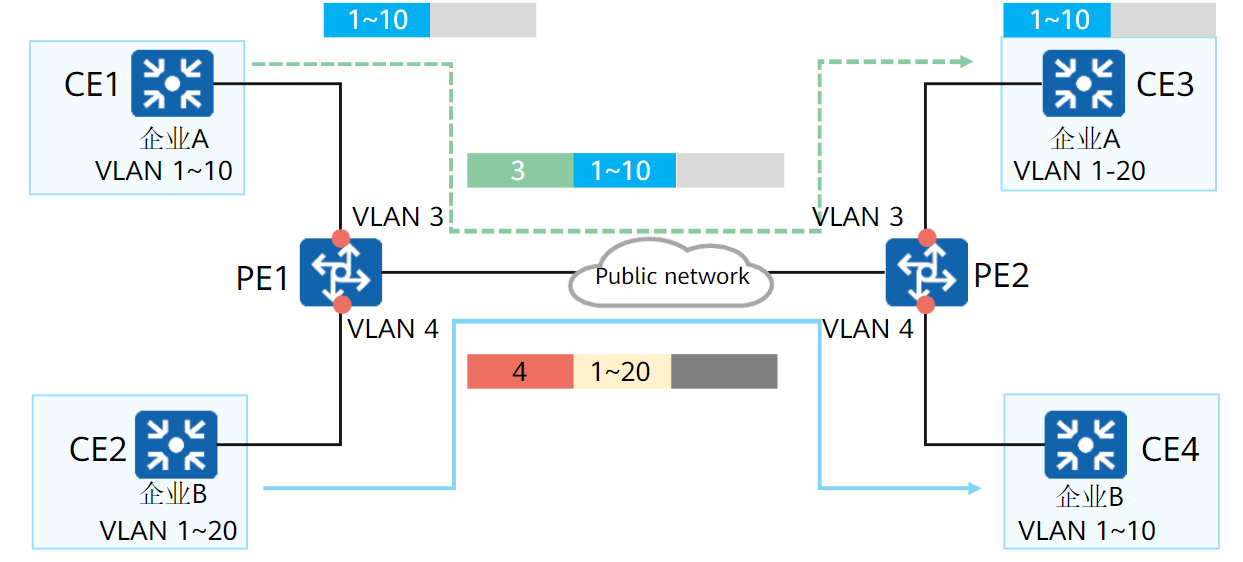 1~10
1~10
CE1
企业A
VLAN 1~10
CE3
企业A
VLAN 1-20
3
1~10
VLAN 3
VLAN 3
PE1
Public network
PE2
VLAN 4
VLAN 4
4
1~20
CE2
企业B
VLAN 1~20
CE4
企业B
VLAN 1~10